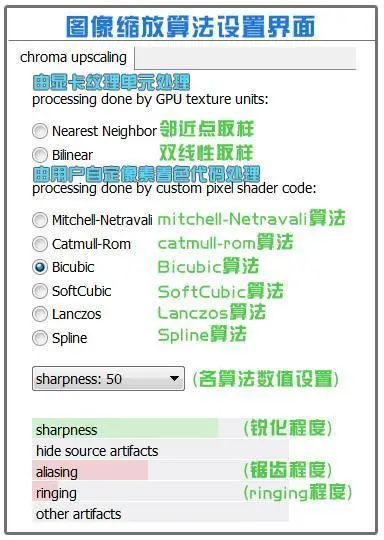 图像缩放算法设置界面
chroma upscaling
由显卡纹理单元处理
processing done by GPU texture units:
Nearest Neighbor 邻近点取样
Bilinear 双线性取样
由用户自定像素着色代码处理
processing done by custom pixel shader code:
Mitchell-Netravali mitchell-Netravali算法
Catmull-Rom catmull-rom算法
Bicubic Bicubic算法
SoftCubic SoftCubic算法
Lanczos Lanczos算法
Spline Spline算法
sharpness: 50 (各算法数值设置)
sharpness (锐化程度)
hide source artifacts
aliasing (锯齿程度)
ringing (ringing程度)
other artifacts